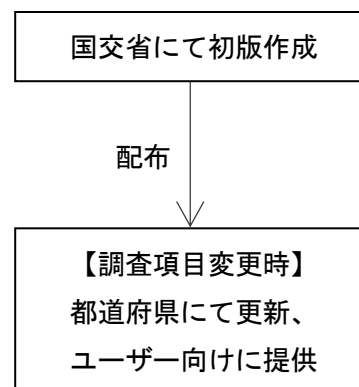 国交省にて初版作成
配布
【調査項目変更時】
都道府県にて更新、
ユーザー向けに提供